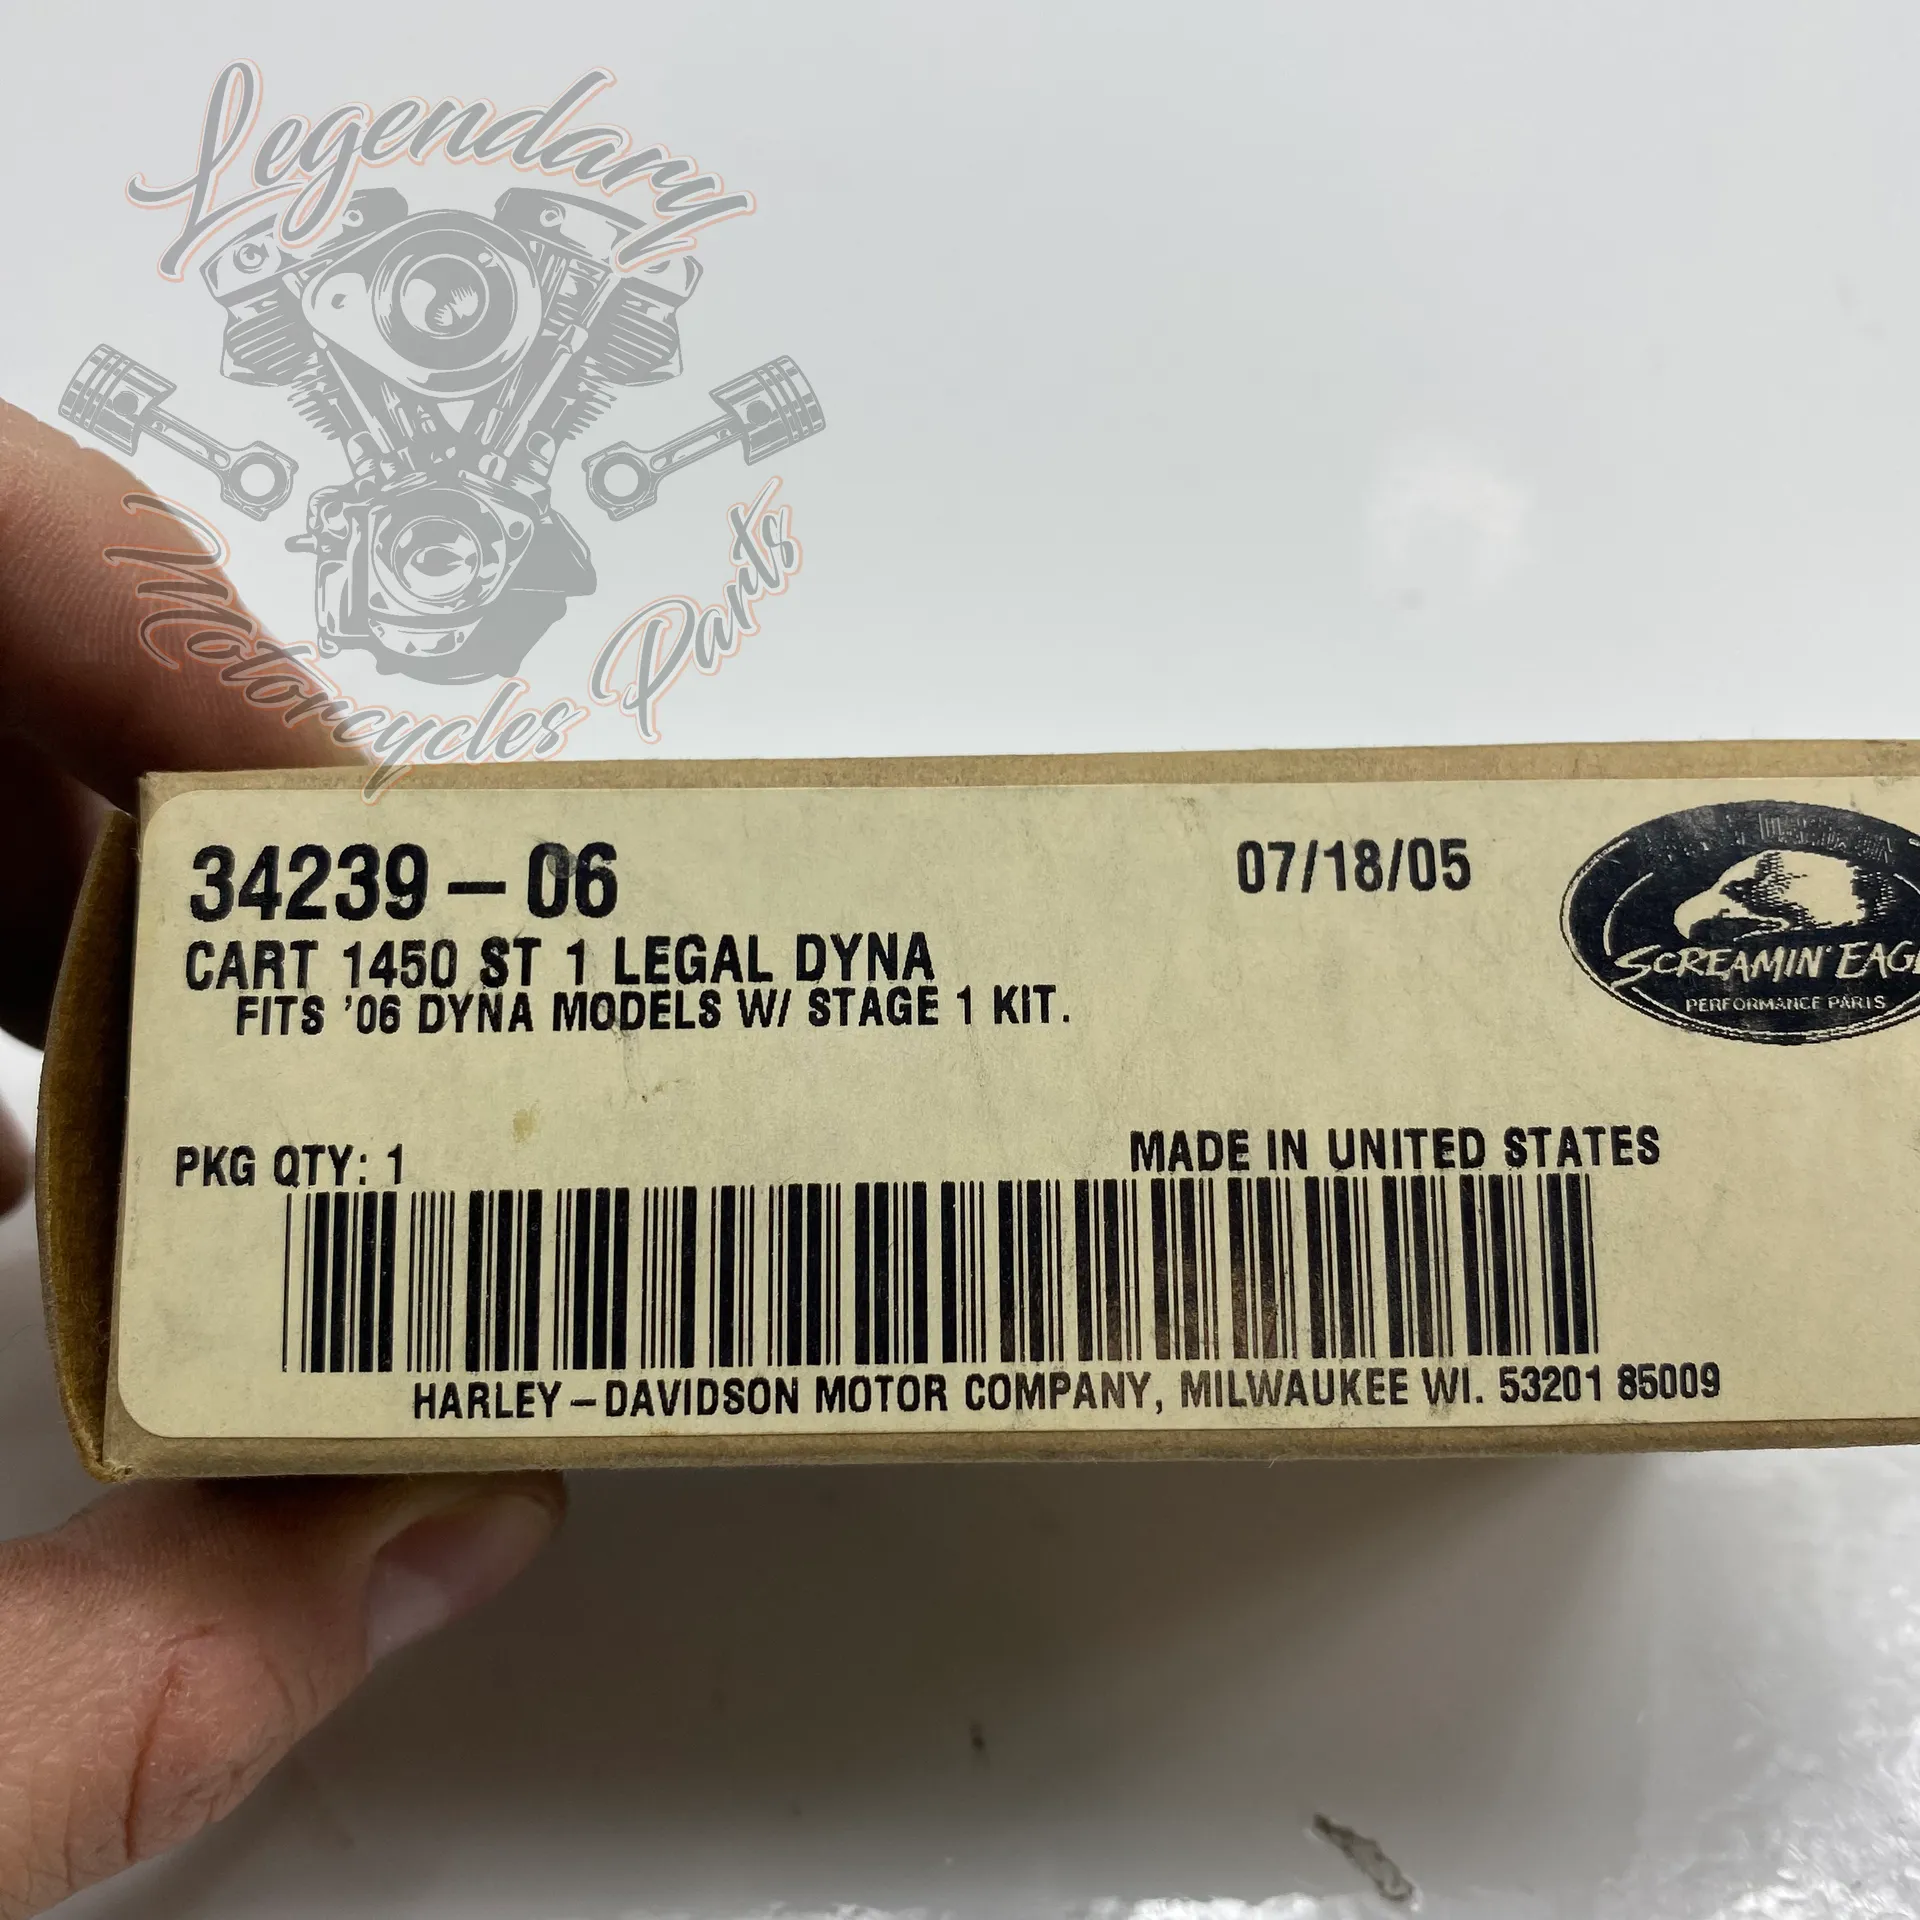 Legendary
Motorcycles Parts
34239-06
07/18/05
CART 1450 ST 1 LEGAL DYNA
FITS '06 DYNA MODELS W/ STAGE 1 KIT.
SCREAMIN' EAGL
PERFORMANCE PARTS
PKG QTY: 1
MADE IN UNITED STATES
HARLEY-DAVIDSON MOTOR COMPANY, MILWAUKEE WI. 53201 85009